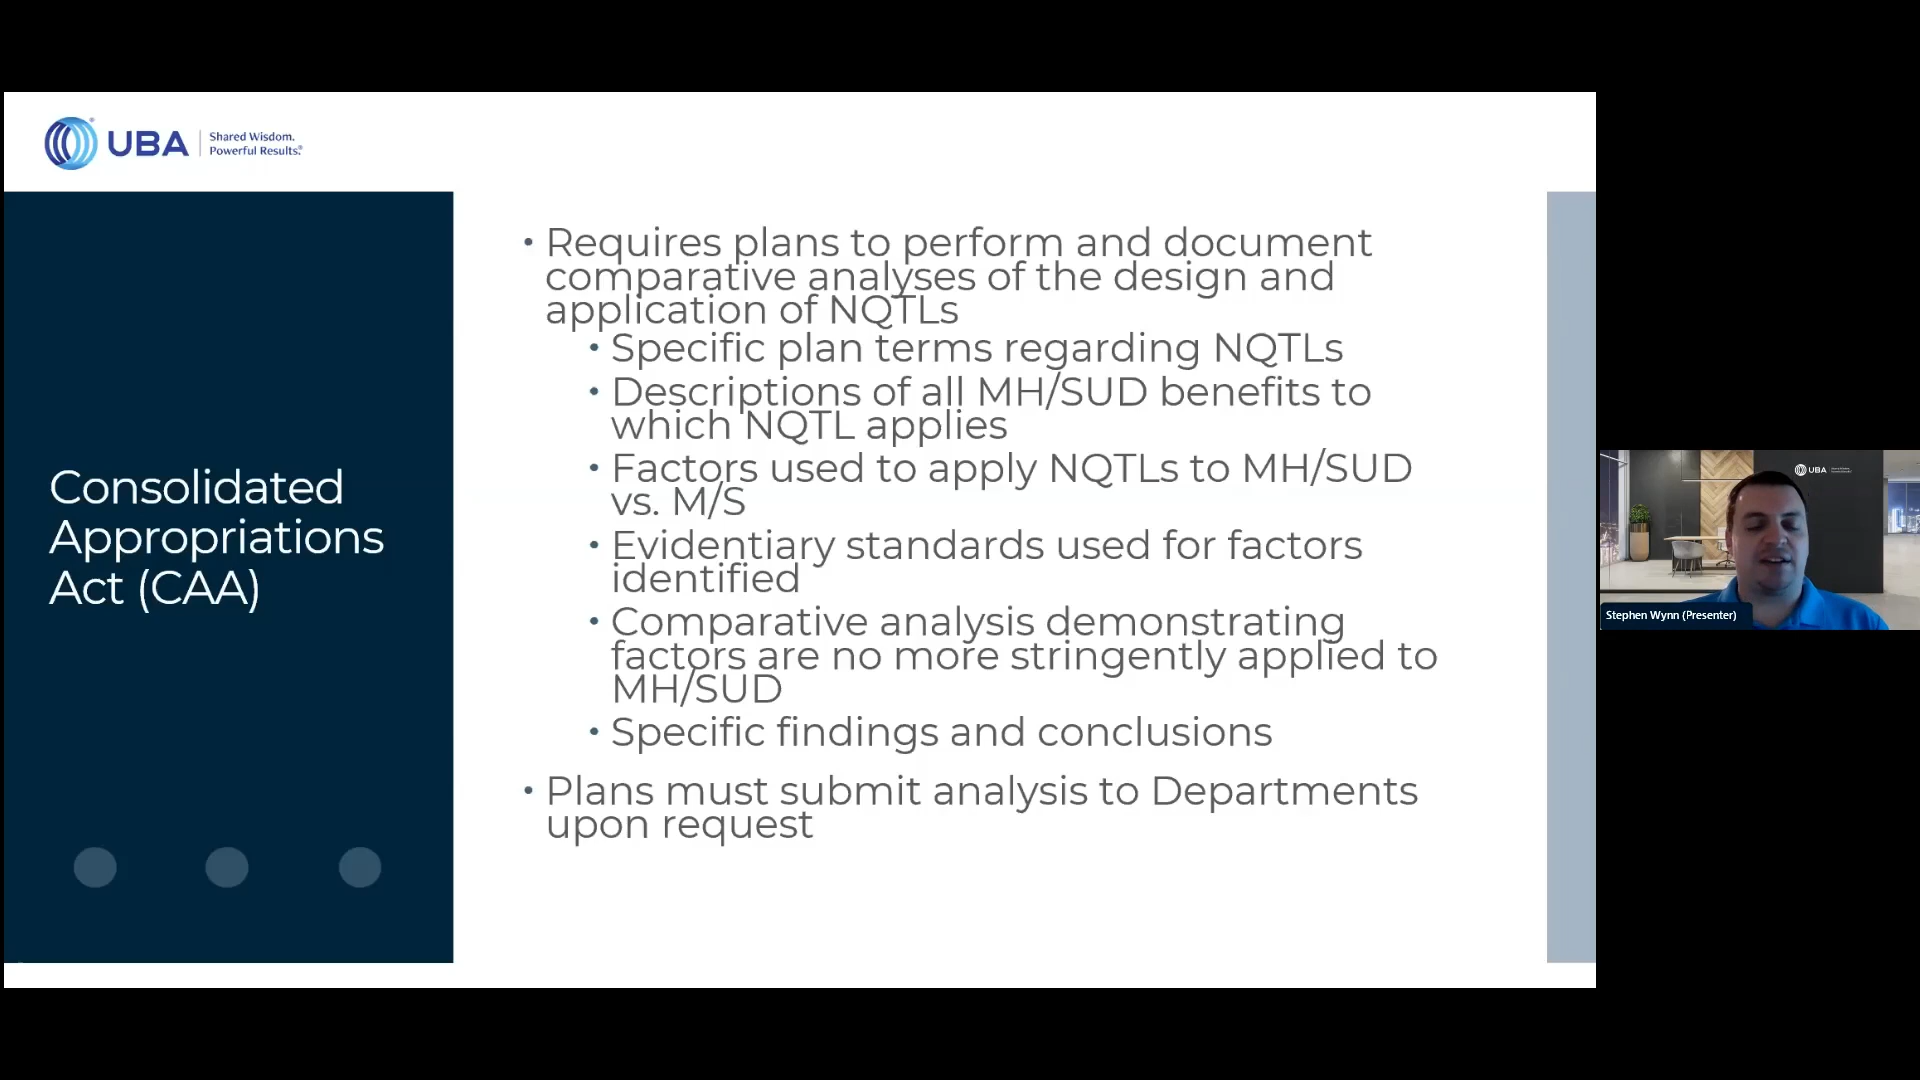 UBA
Shared Wisdom.
Powerful Results.®
Consolidated
Appropriations
Act (CAA)
• Requires plans to perform and document
comparative analyses of the design and
application of NQTLs
• Specific plan terms regarding NQTLs
• Descriptions of all MH/SUD benefits to
which NQTL applies
• Factors used to apply NQTLs to MH/SUD
vs. M/S
• Evidentiary standards used for factors
identified
• Comparative analysis demonstrating
factors are no more stringently applied to
MH/SUD
• Specific findings and conclusions
• Plans must submit analysis to Departments
upon request
UBA
Stephen Wynn (Presenter)